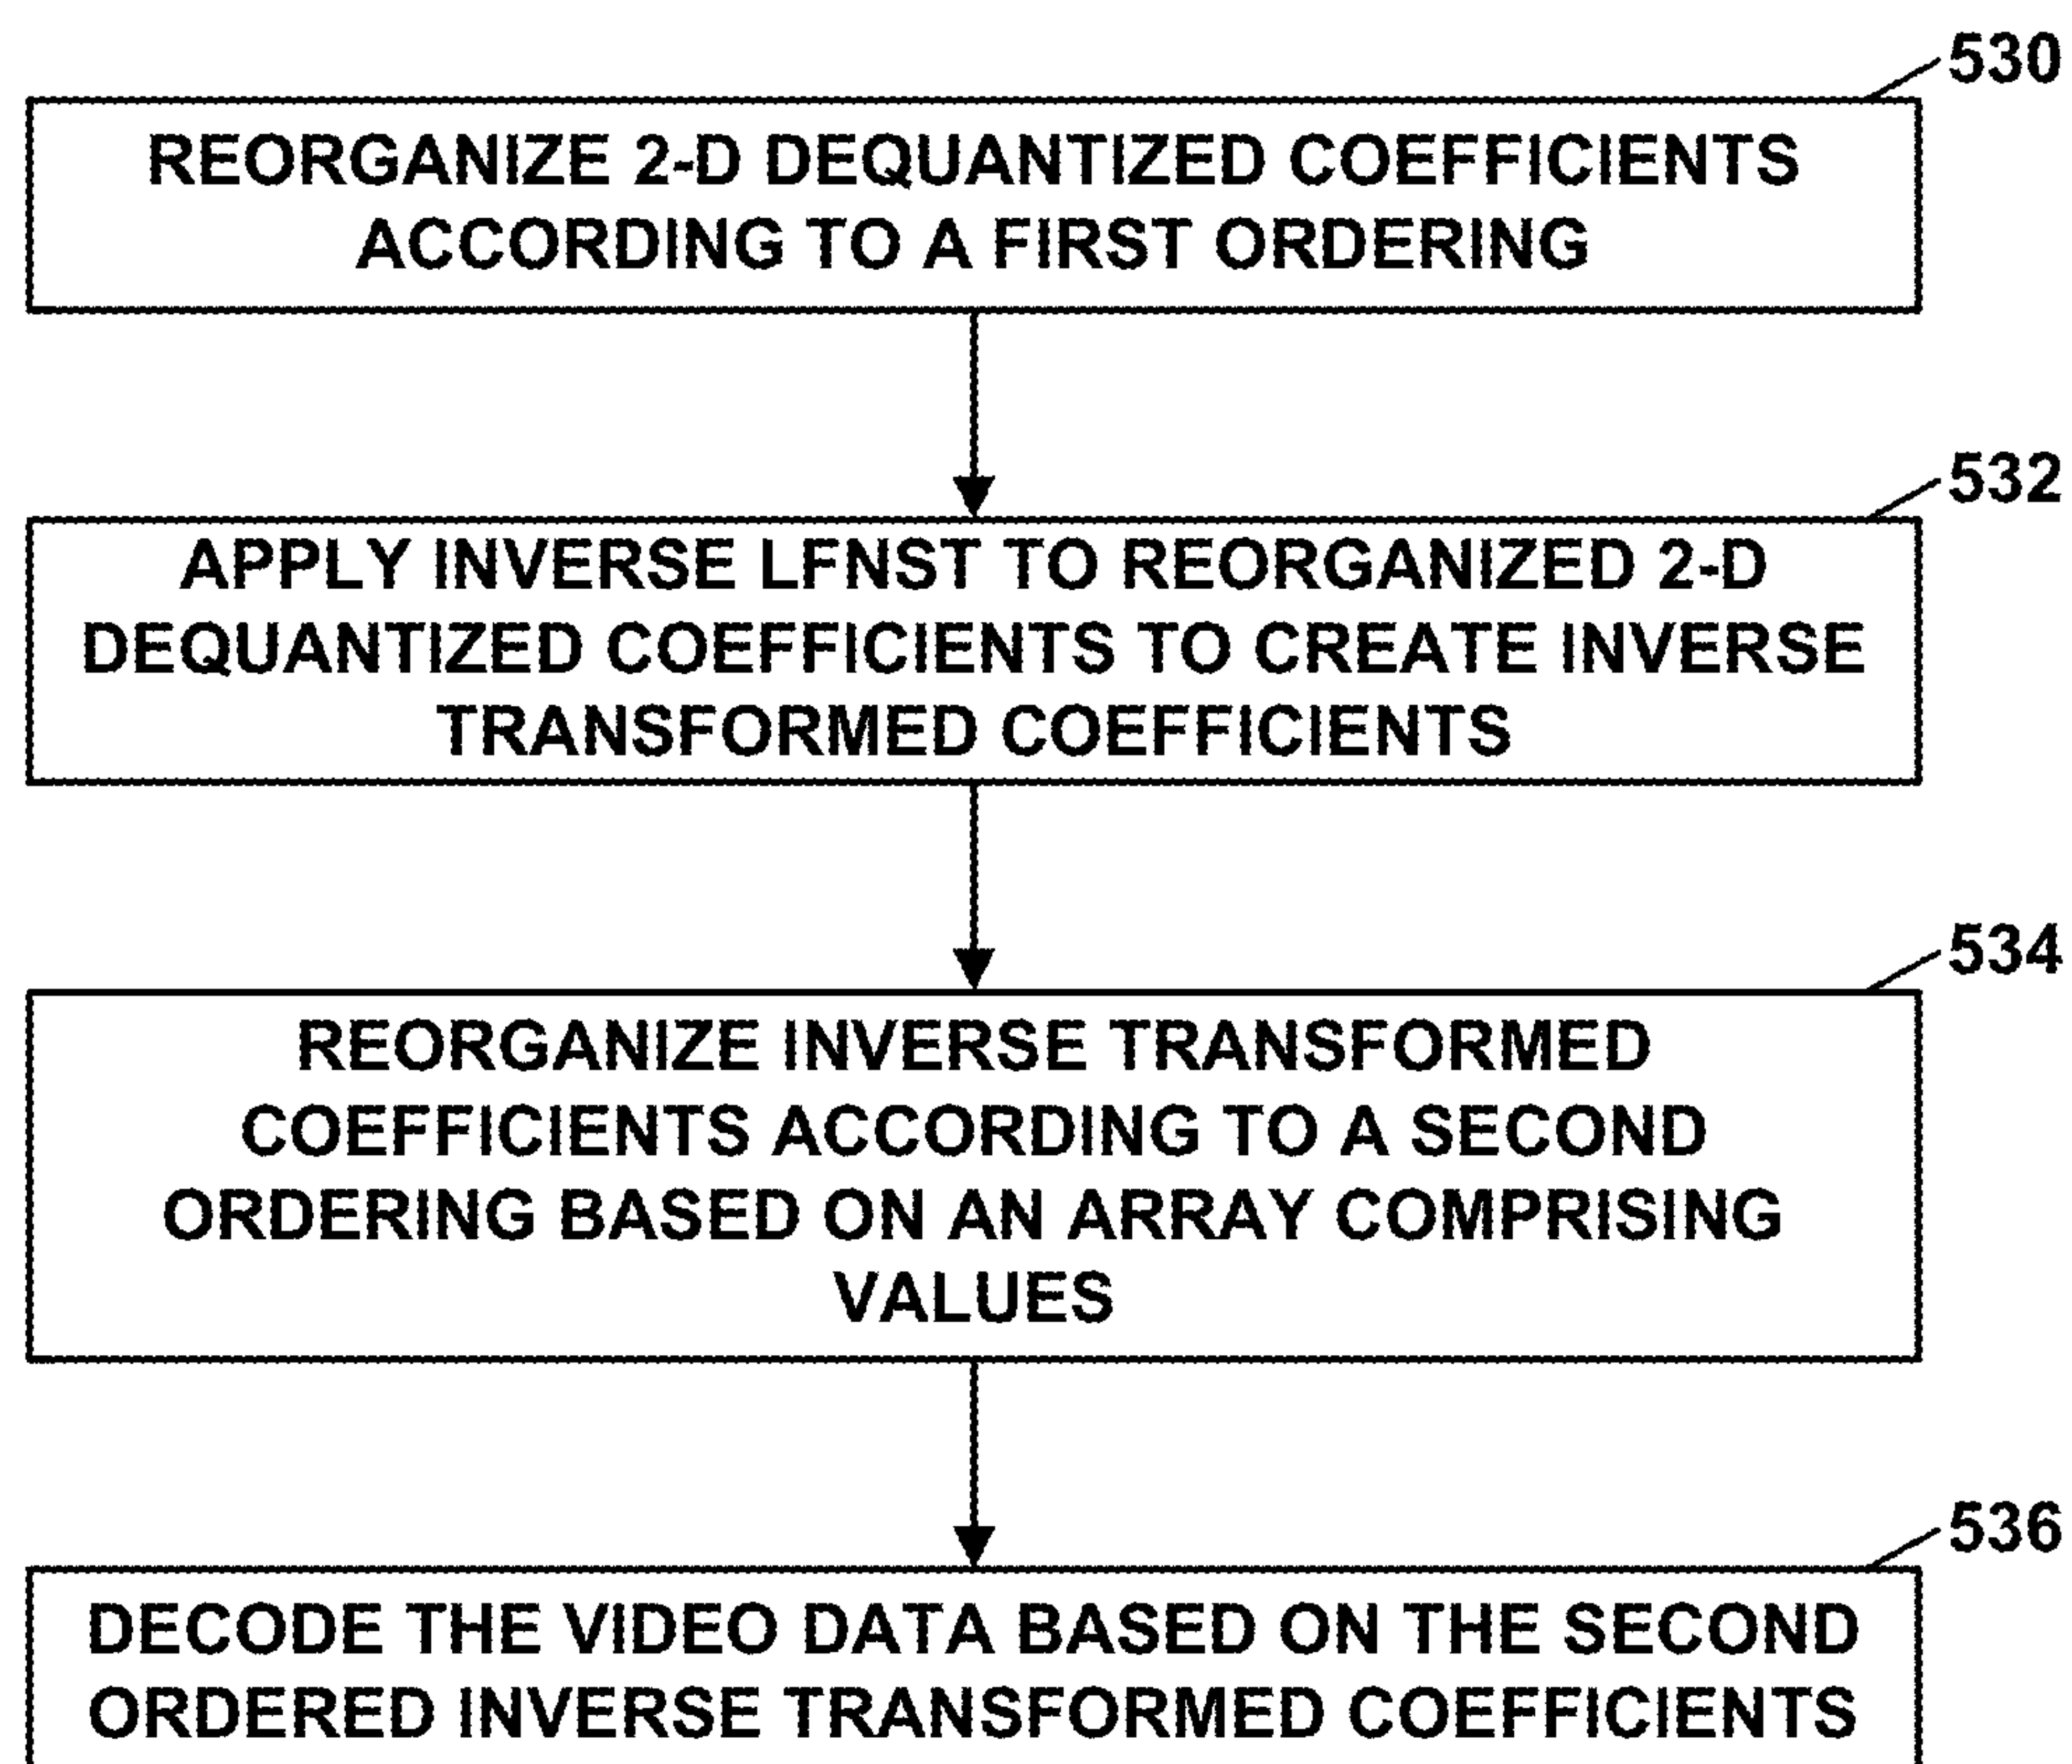 530
REORGANIZE 2-D DEQUANTIZED COEFFICIENTS
ACCORDING TO A FIRST ORDERING
532
APPLY INVERSE LFNST TO REORGANIZED 2-D
DEQUANTIZED COEFFICIENTS TO CREATE INVERSE
TRANSFORMED COEFFICIENTS
534
REORGANIZE INVERSE TRANSFORMED
COEFFICIENTS ACCORDING TO A SECOND
ORDERING BASED ON AN ARRAY COMPRISING
VALUES
536
DECODE THE VIDEO DATA BASED ON THE SECOND
ORDERED INVERSE TRANSFORMED COEFFICIENTS